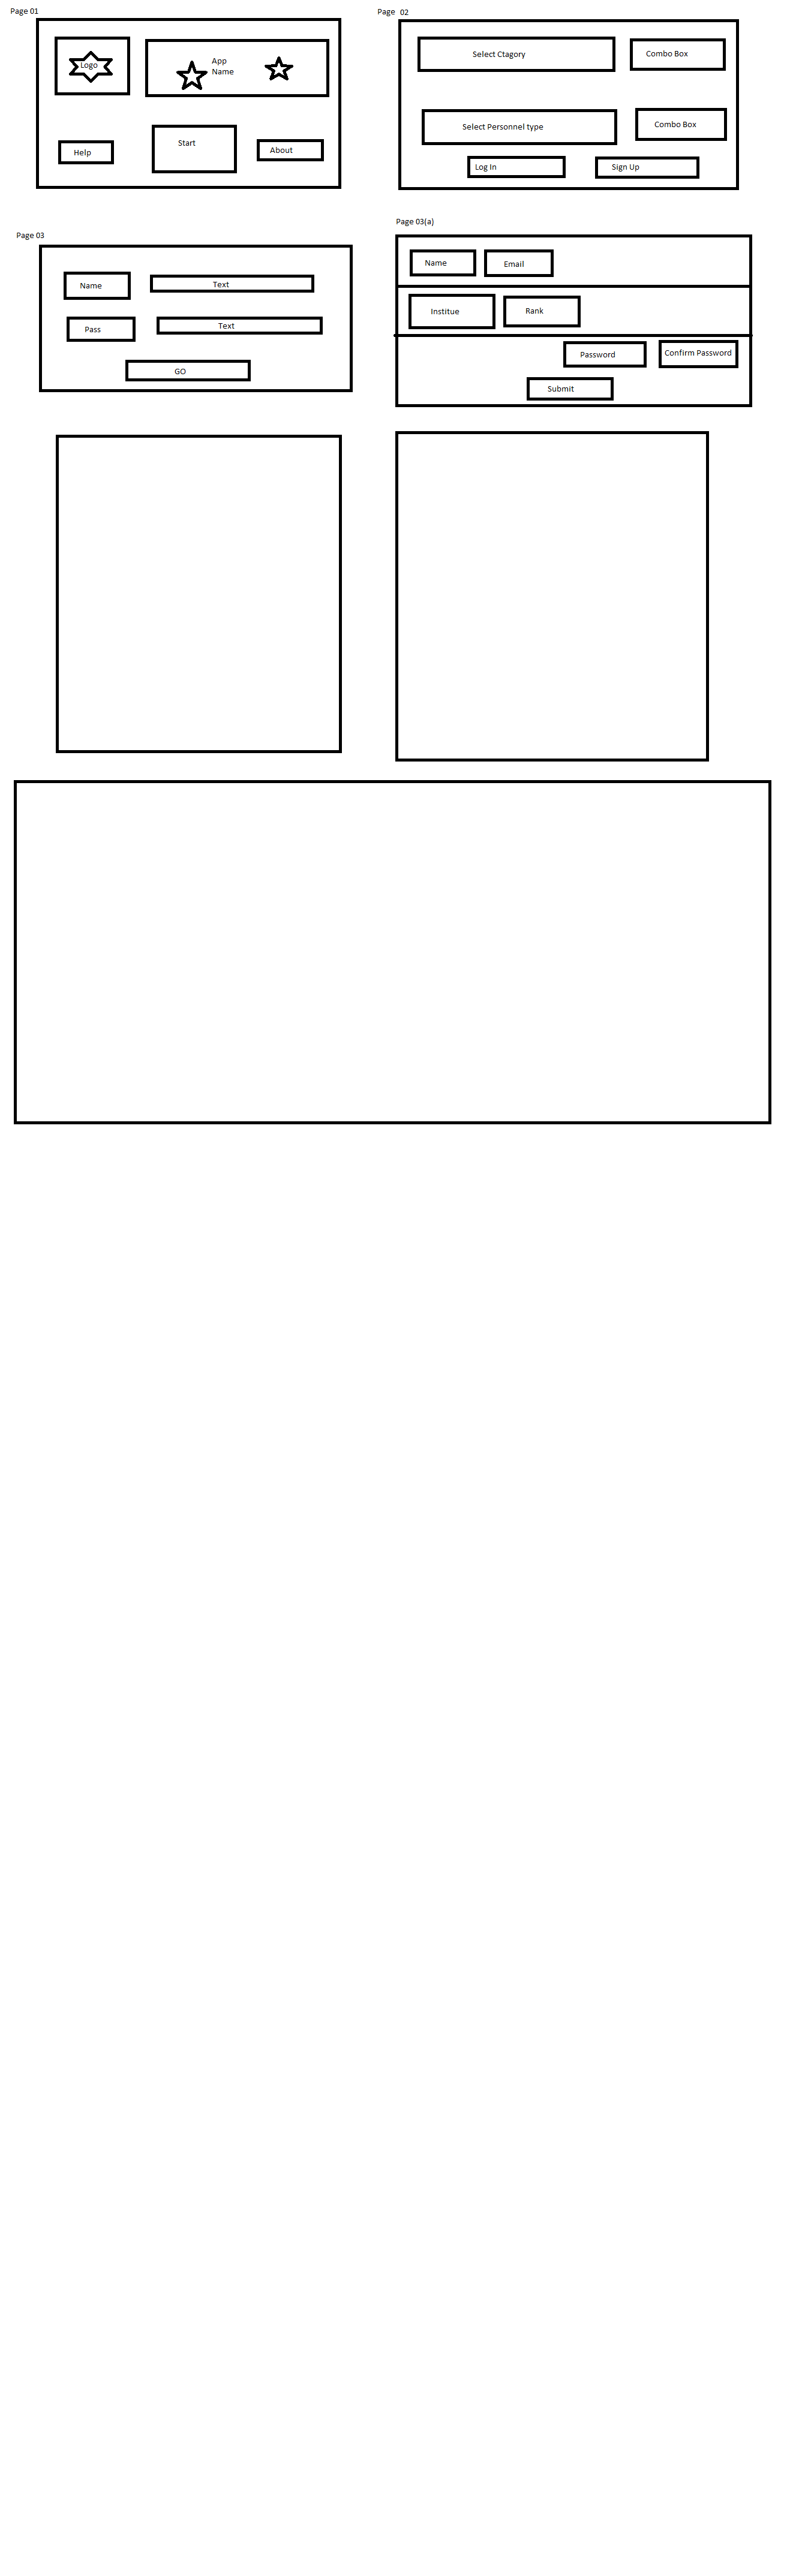 Page 01
Logo
App
Name
Help
Start
About
Page 02
Select Ctagory
Combo Box
Select Personnel type
Combo Box
Log In
Sign Up
Page 03
Name
Text
Pass
Text
GO
Page 03(a)
Name
Email
Institue
Rank
Password
Confirm Password
Submit